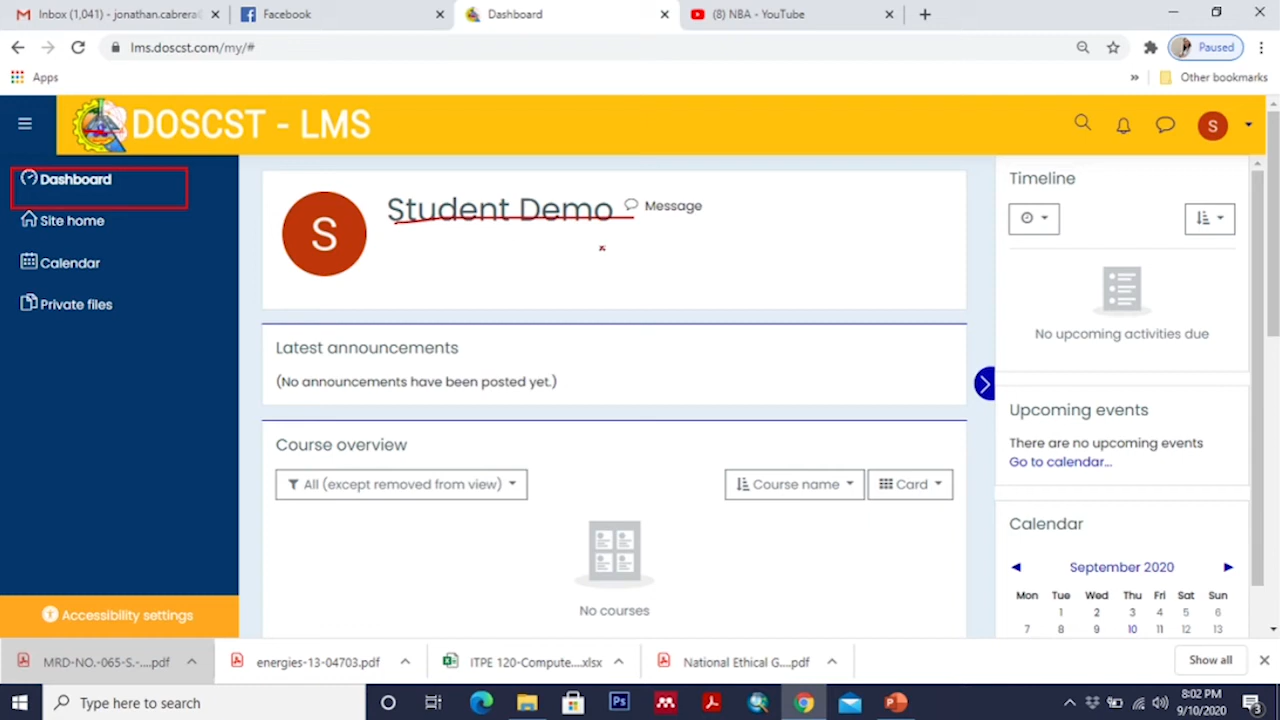 Inbox (1,041) - jonathan.cabrera
Facebook
Dashboard
(8) NBA - YouTube
lms.doscst.com/my/#
Paused
Apps
»
Other bookmarks
DOSCST - LMS
S
Dashboard
Site home
Calendar
Private files
Accessibility settings
S
Student Demo
Message
Latest announcements
(No announcements have been posted yet.)
Course overview
All (except removed from view)
Course name
Card
No courses
Timeline
No upcoming activities due
Upcoming events
There are no upcoming events
Go to calendar...
Calendar
◄ September 2020 ►
Mon Tue Wed Thu Fri Sat Sun
1 2 3 4 5 6
7 8 9 10 11 12 13
MRD-NO.-065-S.-....pdf
energies-13-04703.pdf
ITPE 120-Compute....xlsx
National Ethical G....pdf
Show all
Type here to search
Ps
8:02 PM
9/10/2020
3